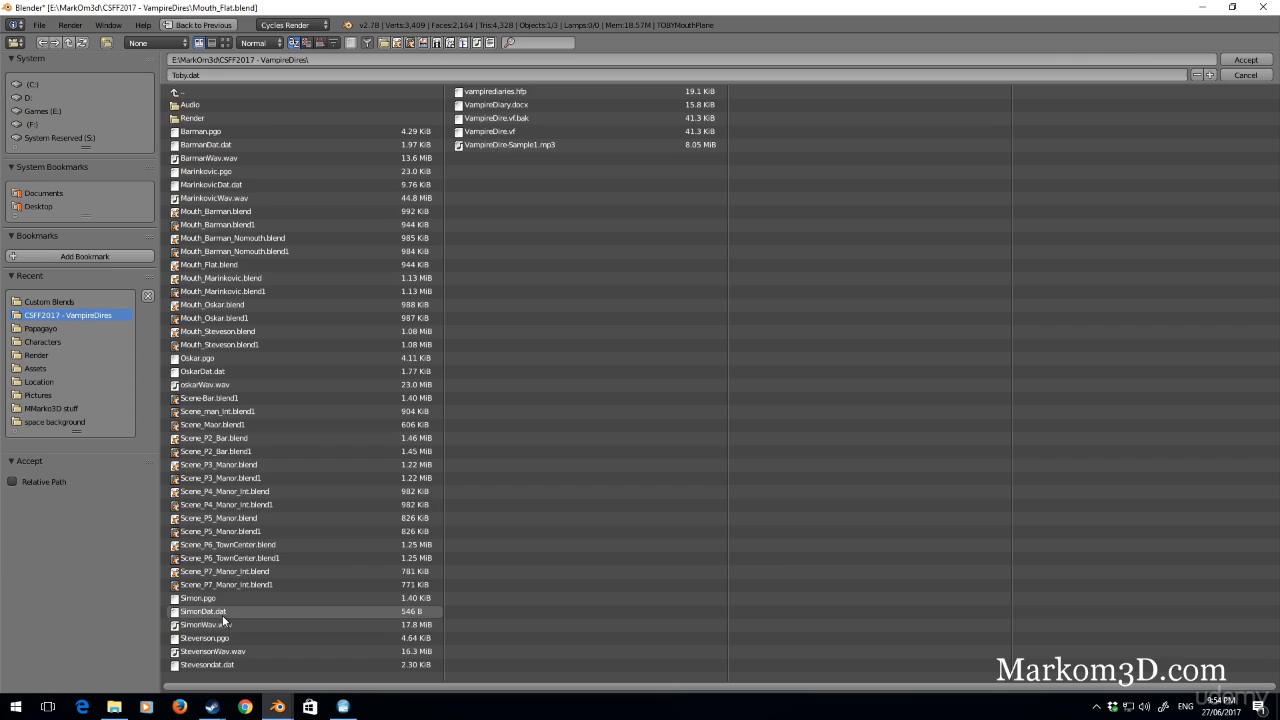 Blender* [E:\MarkOm3d\CSFF2017 - VampireDires\Mouth_Flat.blend]
File Render Window Help Back to Previous Cycles Render v2.78 | Verts:3,409 | Faces:2,164 | Tris:4,328 | Objects:1/3 | Lamps:0/0 | Mem:18.57M | TOBYMouthPlane
None Normal
System
(C:)
D:
Games (E:)
(F:)
System Reserved (S:)
System Bookmarks
Documents
Desktop
Bookmarks
Add Bookmark
Recent
Custom Blends
CSFF2017 - VampireDires
Papagayo
Characters
Render
Assets
Location
Pictures
MMarko3D stuff
space background
Accept
Relative Path
E:\MarkOm3d\CSFF2017 - VampireDires\ Accept
Toby.dat Cancel
..
Audio
Render
Barman.pgo 4.29 KiB
BarmanDat.dat 1.97 KiB
BarmanWav.wav 13.6 MiB
Marinkovic.pgo 23.0 KiB
MarinkovicDat.dat 9.76 KiB
MarinkovicWav.wav 44.8 MiB
Mouth_Barman.blend 992 KiB
Mouth_Barman.blend1 944 KiB
Mouth_Barman_Nomouth.blend 985 KiB
Mouth_Barman_Nomouth.blend1 984 KiB
Mouth_Flat.blend 944 KiB
Mouth_Marinkovic.blend 1.13 MiB
Mouth_Marinkovic.blend1 1.13 MiB
Mouth_Oskar.blend 988 KiB
Mouth_Oskar.blend1 987 KiB
Mouth_Steveson.blend 1.08 MiB
Mouth_Steveson.blend1 1.08 MiB
Oskar.pgo 4.11 KiB
OskarDat.dat 1.77 KiB
oskarWav.wav 23.0 MiB
Scene-Bar.blend1 1.40 MiB
Scene_man_Int.blend1 904 KiB
Scene_Maor.blend1 606 KiB
Scene_P2_Bar.blend 1.46 MiB
Scene_P2_Bar.blend1 1.45 MiB
Scene_P3_Manor.blend 1.22 MiB
Scene_P3_Manor.blend1 1.22 MiB
Scene_P4_Manor_Int.blend 982 KiB
Scene_P4_Manor_Int.blend1 982 KiB
Scene_P5_Manor.blend 826 KiB
Scene_P5_Manor.blend1 826 KiB
Scene_P6_TownCenter.blend 1.25 MiB
Scene_P6_TownCenter.blend1 1.25 MiB
Scene_P7_Manor_Int.blend 781 KiB
Scene_P7_Manor_Int.blend1 771 KiB
Simon.pgo 1.40 KiB
SimonDat.dat 546 B
SimonWav.wav 17.8 MiB
Stevenson.pgo 4.64 KiB
StevensonWav.wav 16.3 MiB
Stevesondat.dat 2.30 KiB
vampirediaries.hfp 19.1 KiB
VampireDiary.docx 15.8 KiB
VampireDire.vf.bak 41.3 KiB
VampireDire.vf 41.3 KiB
VampireDire-Sample1.mp3 8.05 MiB
Markom3D.com
udemy
ENG 9:54 PM
27/06/2017